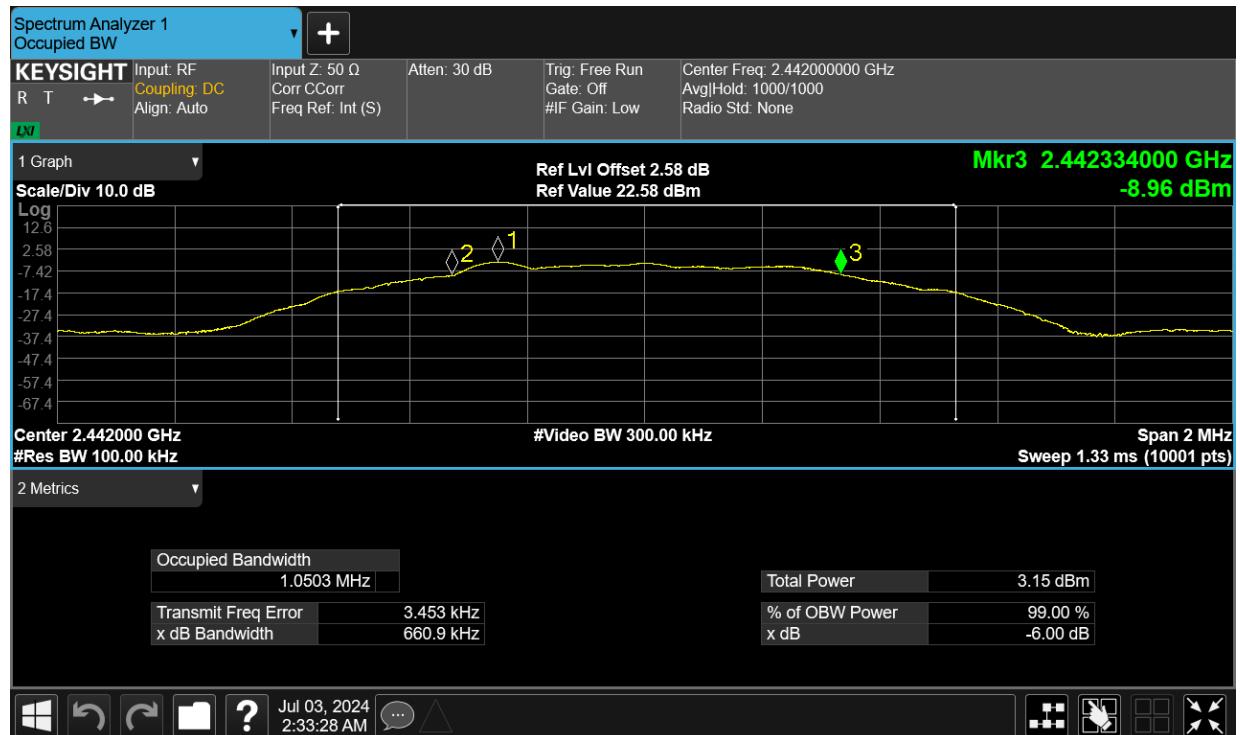 Spectrum Analyzer 1
Occupied BW
+
KEYSIGHT
R T
LXI
Input: RF
Coupling: DC
Align: Auto
Input Z: 50 Ω
Corr CCorr
Freq Ref: Int (S)
Atten: 30 dB
Trig: Free Run
Gate: Off
#IF Gain: Low
Center Freq: 2.442000000 GHz
Avg|Hold: 1000/1000
Radio Std: None
1 Graph
Scale/Div 10.0 dB
Ref Lvl Offset 2.58 dB
Ref Value 22.58 dBm
Mkr3 2.442334000 GHz
-8.96 dBm
Log
12.6
2.58
-7.42
-17.4
-27.4
-37.4
-47.4
-57.4
-67.4
2
1
3
Center 2.442000 GHz
#Video BW 300.00 kHz
Span 2 MHz
#Res BW 100.00 kHz
Sweep 1.33 ms (10001 pts)
2 Metrics
Occupied Bandwidth
1.0503 MHz
Total Power 3.15 dBm
Transmit Freq Error 3.453 kHz
% of OBW Power 99.00 %
x dB Bandwidth 660.9 kHz
x dB -6.00 dB
?
Jul 03, 2024
2:33:28 AM